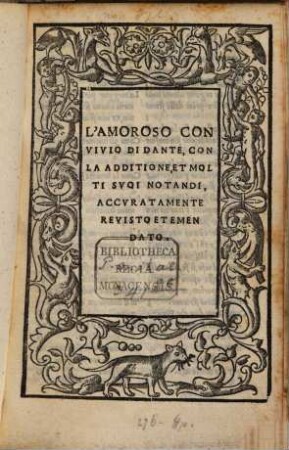 L'AMOROSO CON
VIVIO DI DANTE, CON
LA ADDITIONE, ET MOL
TI SVOI NOTANDI,
ACCVRATAMENTE
REVISTO ET EMEN
DATO.
BIBLIOTHECA
REGIA
MONACENSIS